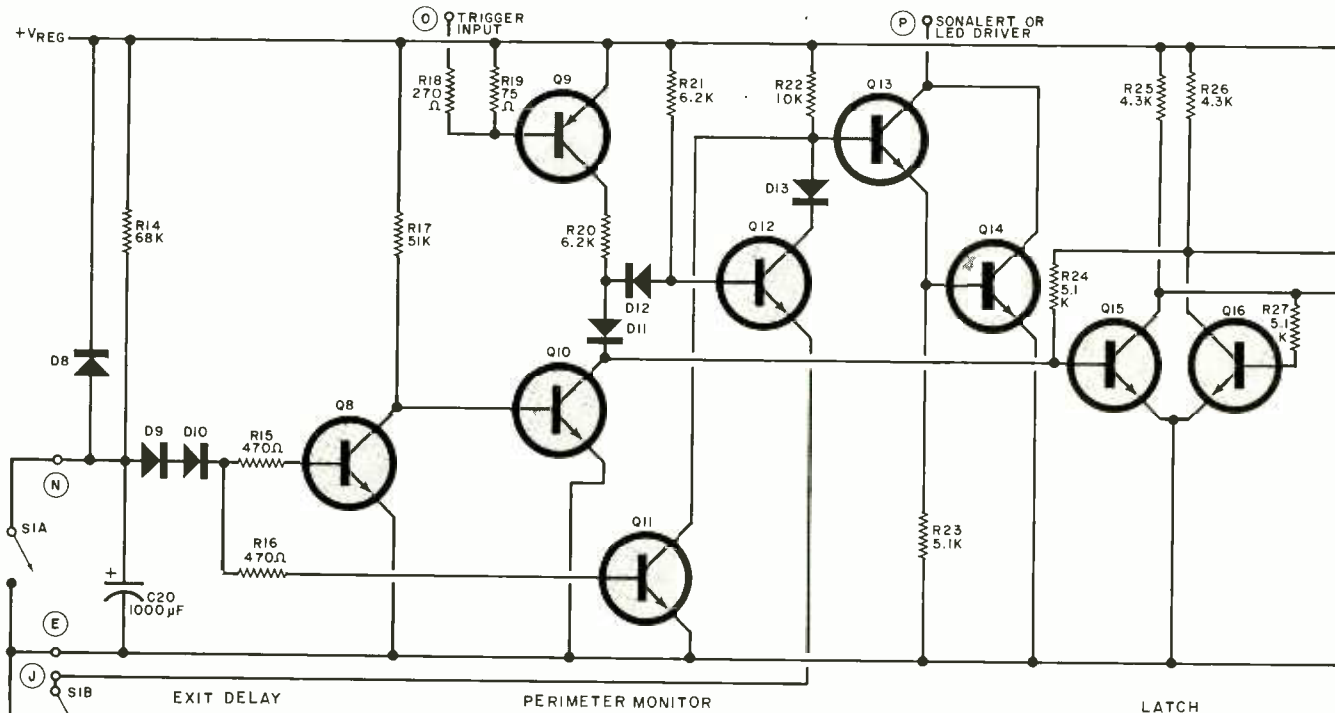 O TRIGGER
INPUT
P SONALERT OR
LED DRIVER
+VREG
R18
270
Ω
R19
75
Ω
Q9
R21
6.2K
R22
10K
Q13
R25
4.3K
R26
4.3K
R14
68K
R17
51K
R20
6.2K
D13
Q12
Q14
D12
D11
R24
5.1
K
Q15
Q16
R27
5.1
K
D8
Q10
Q8
D9
D10
R15
470Ω
N
S1A
R16
470Ω
Q11
R23
5.1K
+
C20
1000µF
E
J
S1B
EXIT DELAY
PERIMETER MONITOR
LATCH